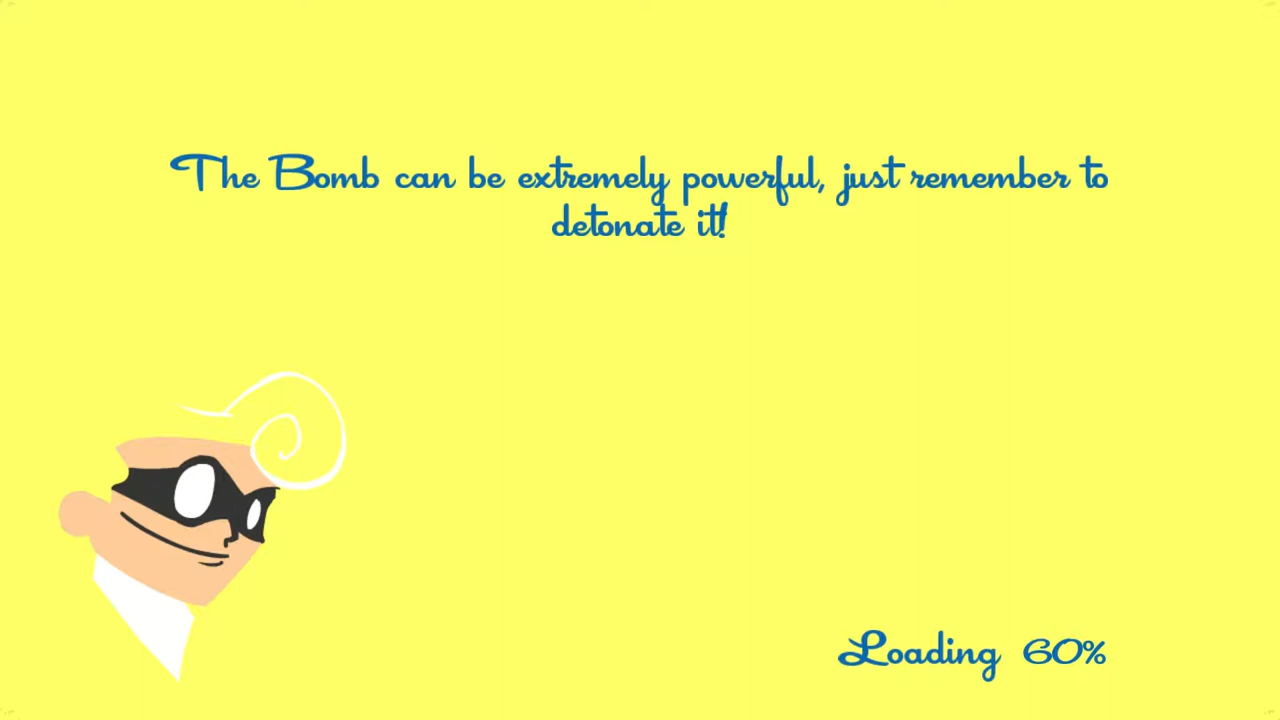 The Bomb can be extremely powerful, just remember to
detonate it!
Loading 60%